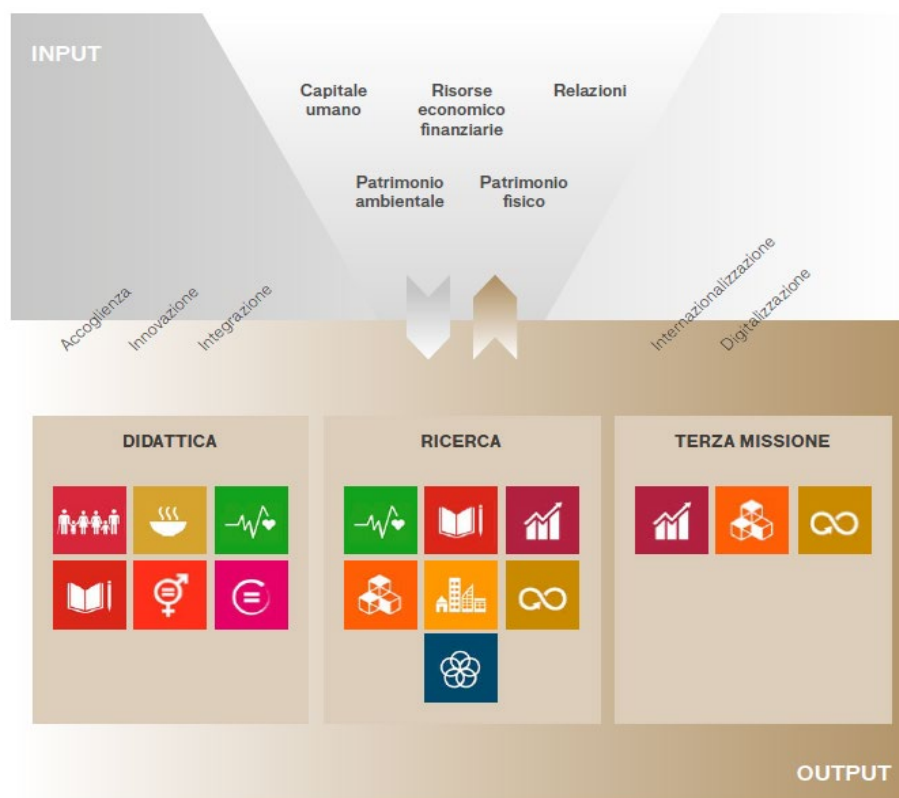 INPUT
Capitale
umano
Risorse
economico
finanziarie
Relazioni
Patrimonio
ambientale
Patrimonio
fisico
Accoglienza
Innovazione
Integrazione
Internazionalizzazione
Digitalizzazione
DIDATTICA
RICERCA
TERZA MISSIONE
OUTPUT